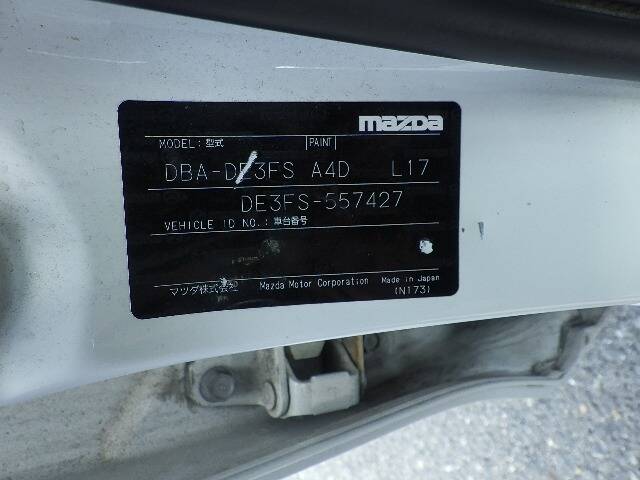 mazda
MODEL:型式 PAINT
DBA-DE3FS A4D L17
DE3FS-557427
VEHICLE ID NO.:車台番号
マツダ株式会社 Mazda Motor Corporation Made in Japan
(N173)